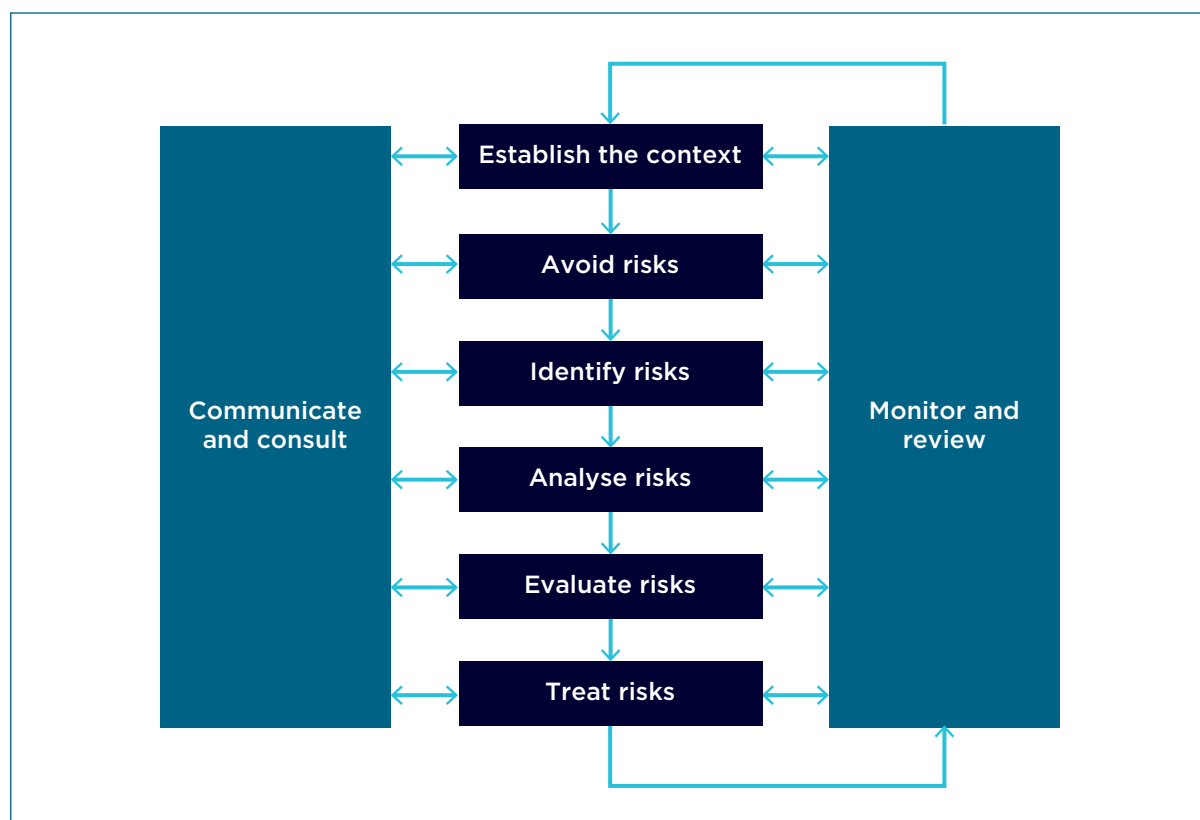 Establish the context
Avoid risks
Identify risks
Communicate
and consult
Monitor and
review
Analyse risks
Evaluate risks
Treat risks